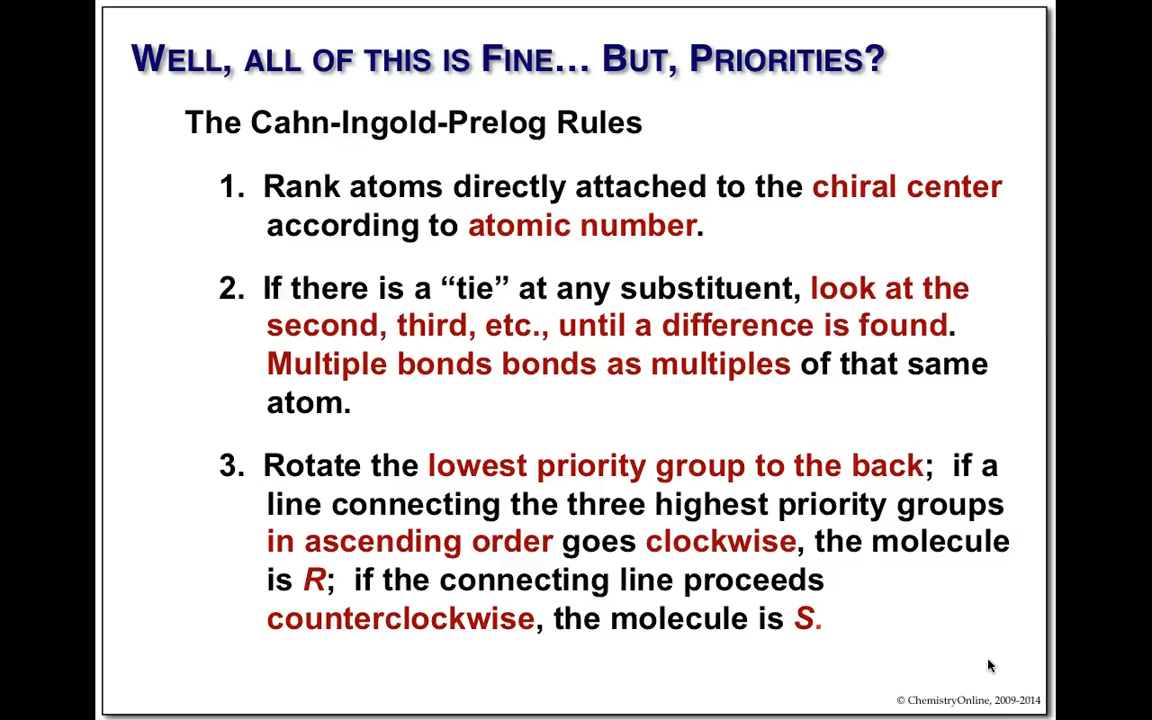 WELL, ALL OF THIS IS FINE... BUT, PRIORITIES?
The Cahn-Ingold-Prelog Rules
1. Rank atoms directly attached to the chiral center
according to atomic number.
2. If there is a “tie” at any substituent, look at the
second, third, etc., until a difference is found.
Multiple bonds bonds as multiples of that same
atom.
3. Rotate the lowest priority group to the back; if a
line connecting the three highest priority groups
in ascending order goes clockwise, the molecule
is R; if the connecting line proceeds
counterclockwise, the molecule is S.
© ChemistryOnline, 2009-2014